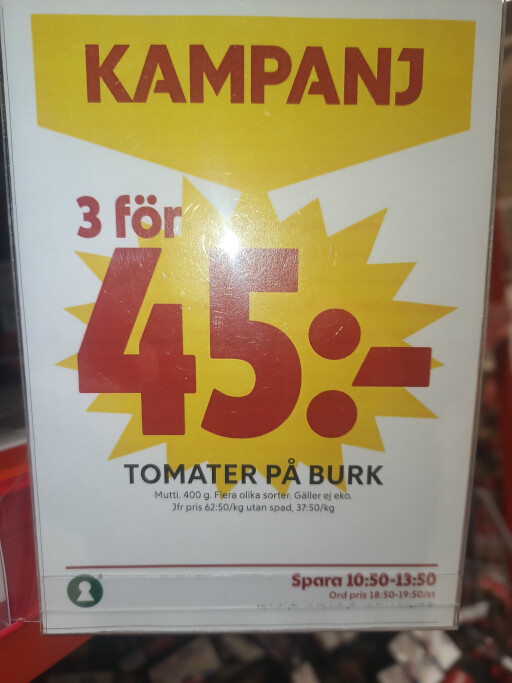 KAMPANJ
3 för
45:-
TOMATER PÅ BURK
Mutti. 400 g. Flera olika sorter. Gäller ej eko.
Jfr pris 62:50/kg utan spad, 37:50/kg
Spara 10:50-13:50
Ord pris 18:50-19:50/st